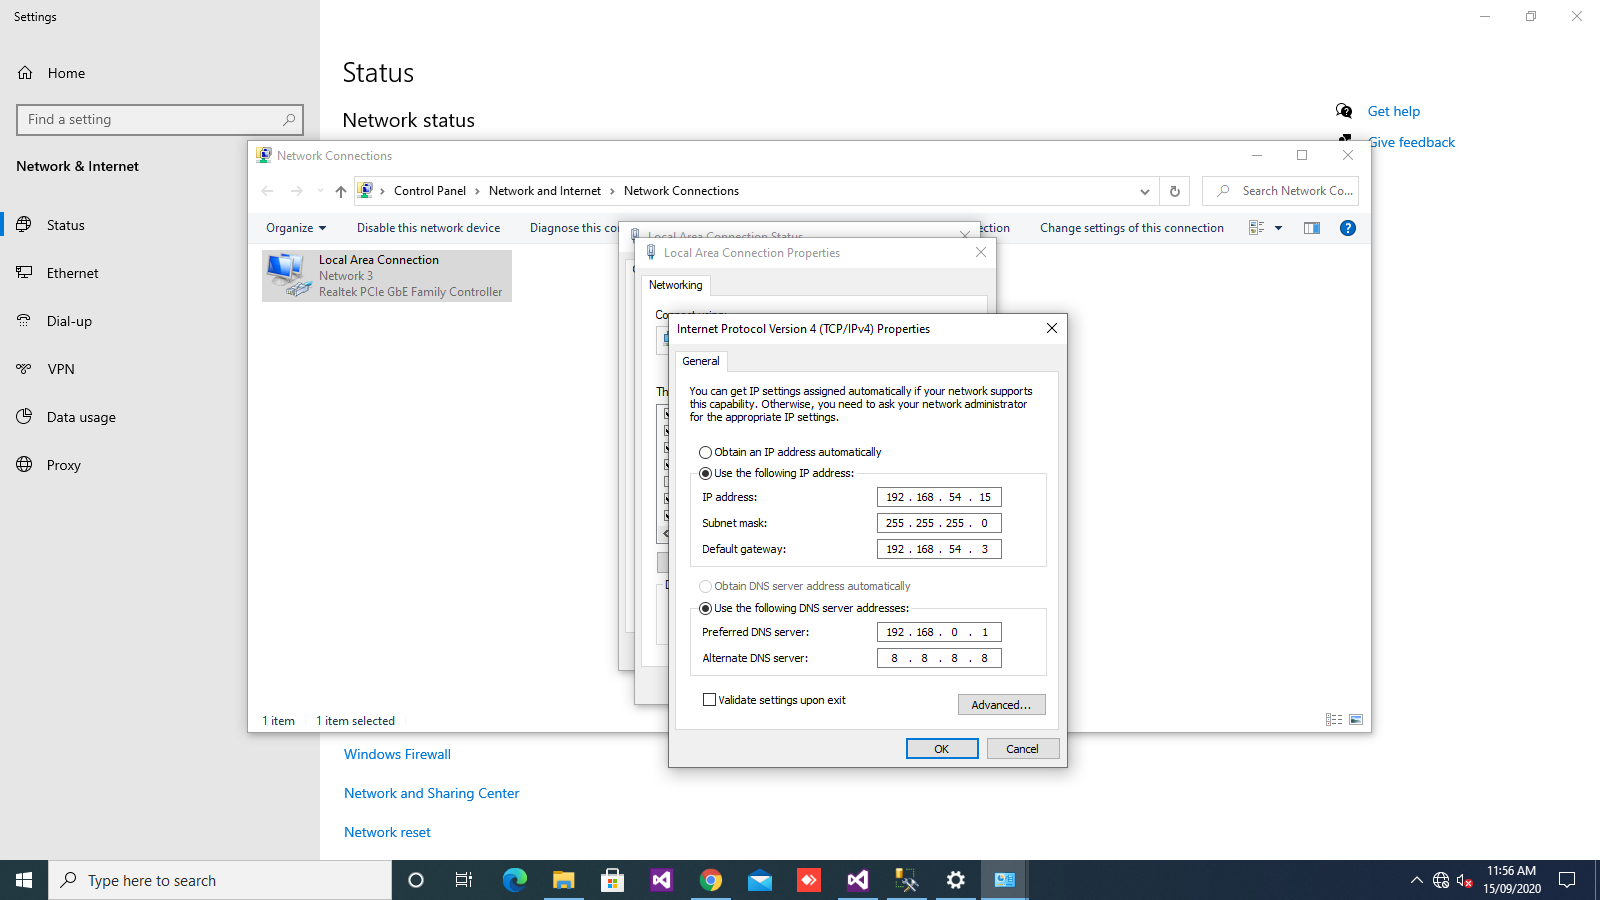 Settings
Home
Find a setting
Network & Internet
Status
Ethernet
Dial-up
VPN
Data usage
Proxy
Status
Network status
Get help
Give feedback
Network Connections
Control Panel > Network and Internet > Network Connections
Search Network Co...
Organize
Disable this network device
Diagnose this
Change settings of this connection
Local Area Connection
Network 3
Realtek PCIe GbE Family Controller
Local Area Connection Status
Local Area Connection Properties
Networking
Internet Protocol Version 4 (TCP/IPv4) Properties
General
You can get IP settings assigned automatically if your network supports
this capability. Otherwise, you need to ask your network administrator
for the appropriate IP settings.
Obtain an IP address automatically
Use the following IP address:
IP address: 192 . 168 . 54 . 15
Subnet mask: 255 . 255 . 255 . 0
Default gateway: 192 . 168 . 54 . 3
Obtain DNS server address automatically
Use the following DNS server addresses:
Preferred DNS server: 192 . 168 . 0 . 1
Alternate DNS server: 8 . 8 . 8 . 8
Validate settings upon exit
Advanced...
OK
Cancel
1 item
1 item selected
Windows Firewall
Network and Sharing Center
Network reset
Type here to search
11:56 AM
15/09/2020